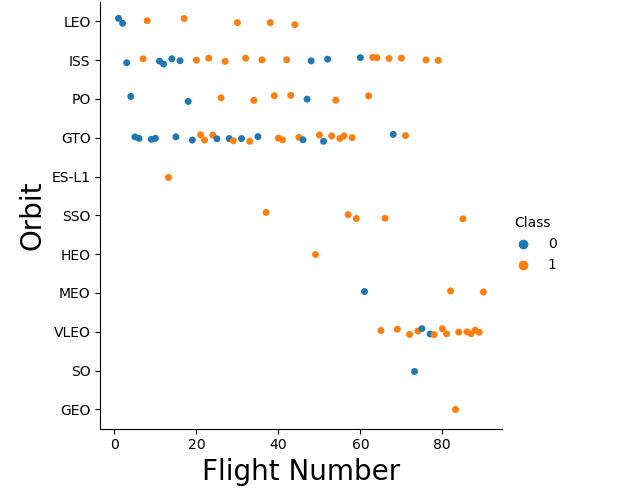 LEO
ISS
PO
GTO
ES-L1
SSO
HEO
MEO
VLEO
SO
GEO
Orbit
0 20 40 60 80
Flight Number
Class
0
1